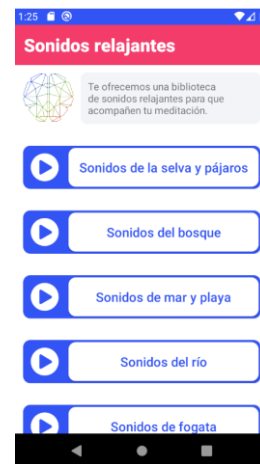 1:25
Sonidos relajantes
Te ofrecemos una biblioteca
de sonidos relajantes para que
acompañen tu meditación.
Sonidos de la selva y pájaros
Sonidos del bosque
Sonidos de mar y playa
Sonidos del río
Sonidos de fogata